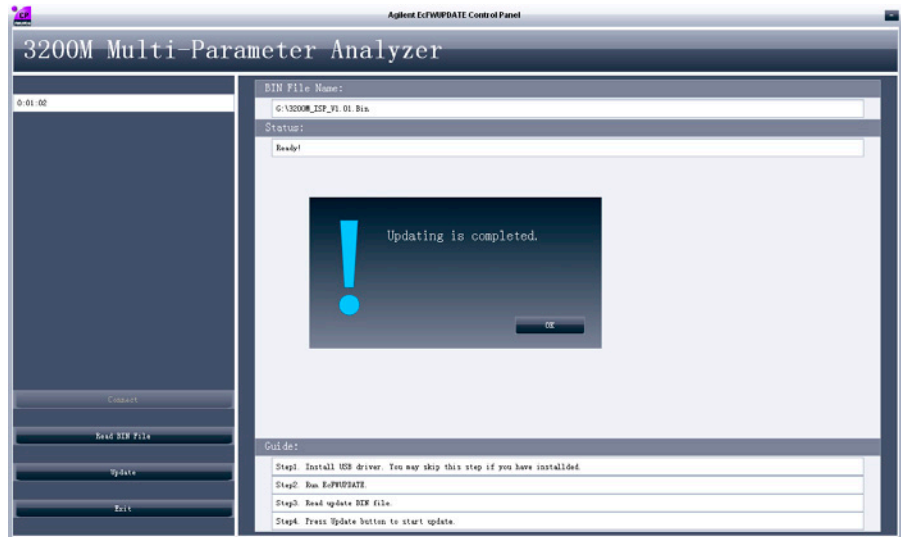 CP
Agilent EcFWUPDATE Control Panel
3200M Multi-Parameter Analyzer
0:01:02
BIN File Name:
G:\3200M_ISP_V1.01.Bin
Status:
Ready!
Updating is completed.
OK
Connect
Read BIN File
Update
Exit
Guide:
Step1. Install USB driver. You may skip this step if you have installded.
Step2. Run EcFWUPDATE.
Step3. Read update BIN file.
Step4. Press Update button to start update.